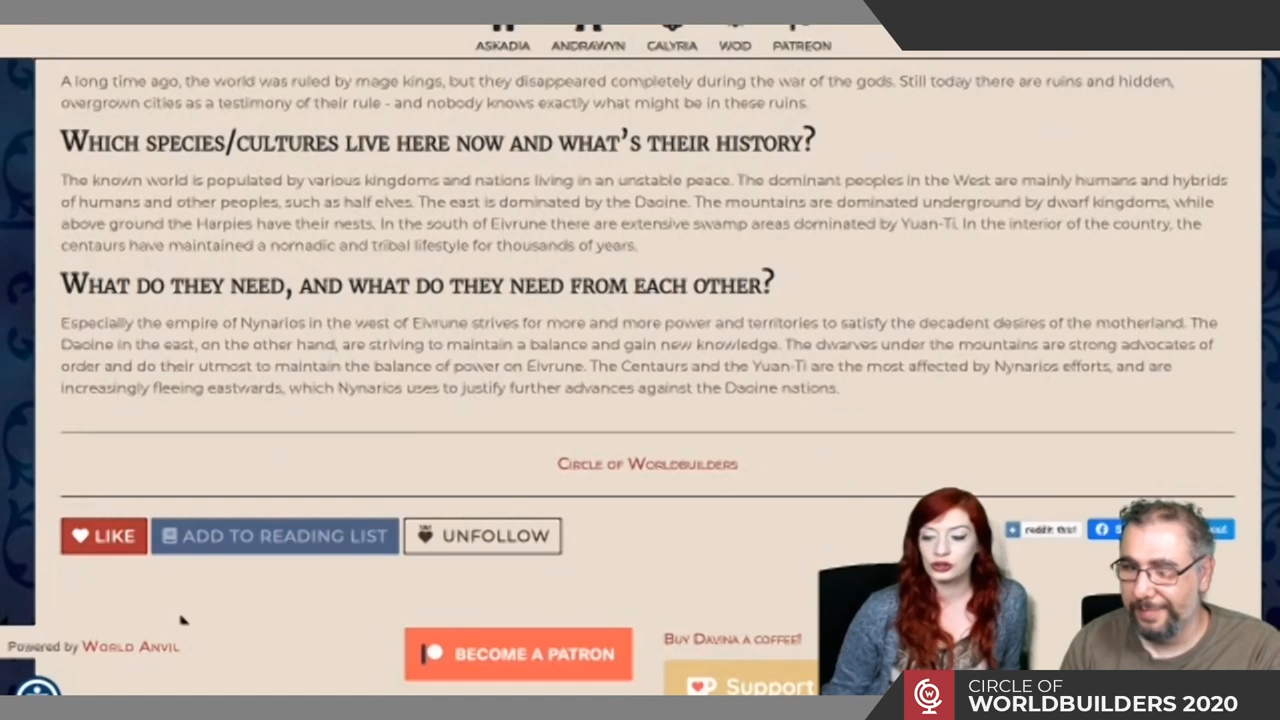 ASKADIA ANDRAWYN CALYRIA WOD PATREON
A long time ago, the world was ruled by mage kings, but they disappeared completely during the war of the gods. Still today there are ruins and hidden,
overgrown cities as a testimony of their rule - and nobody knows exactly what might be in these ruins.
Which species/cultures live here now and what's their history?
The known world is populated by various kingdoms and nations living in an unstable peace. The dominant peoples in the West are mainly humans and hybrids
of humans and other peoples, such as half elves. The east is dominated by the Daoine. The mountains are dominated underground by dwarf kingdoms, while
above ground the Harpies have their nests. In the south of Eivrune there are extensive swamp areas dominated by Yuan-Ti. In the interior of the country, the
centaurs have maintained a nomadic and tribal lifestyle for thousands of years.
What do they need, and what do they need from each other?
Especially the empire of Nynarios in the west of Eivrune strives for more and more power and territories to satisfy the decadent desires of the motherland. The
Daoine in the east, on the other hand, are striving to maintain a balance and gain new knowledge. The dwarves under the mountains are strong advocates of
order and do their utmost to maintain the balance of power on Eivrune. The Centaurs and the Yuan-Ti are the most affected by Nynarios efforts, and are
increasingly fleeing eastwards, which Nynarios uses to justify further advances against the Daoine nations.
Circle of Worldbuilders
LIKE ADD TO READING LIST UNFOLLOW
reddit this! S
Powered by World Anvil
BECOME A PATRON
Buy Davina a coffee!
Support
CIRCLE OF
WORLDBUILDERS 2020